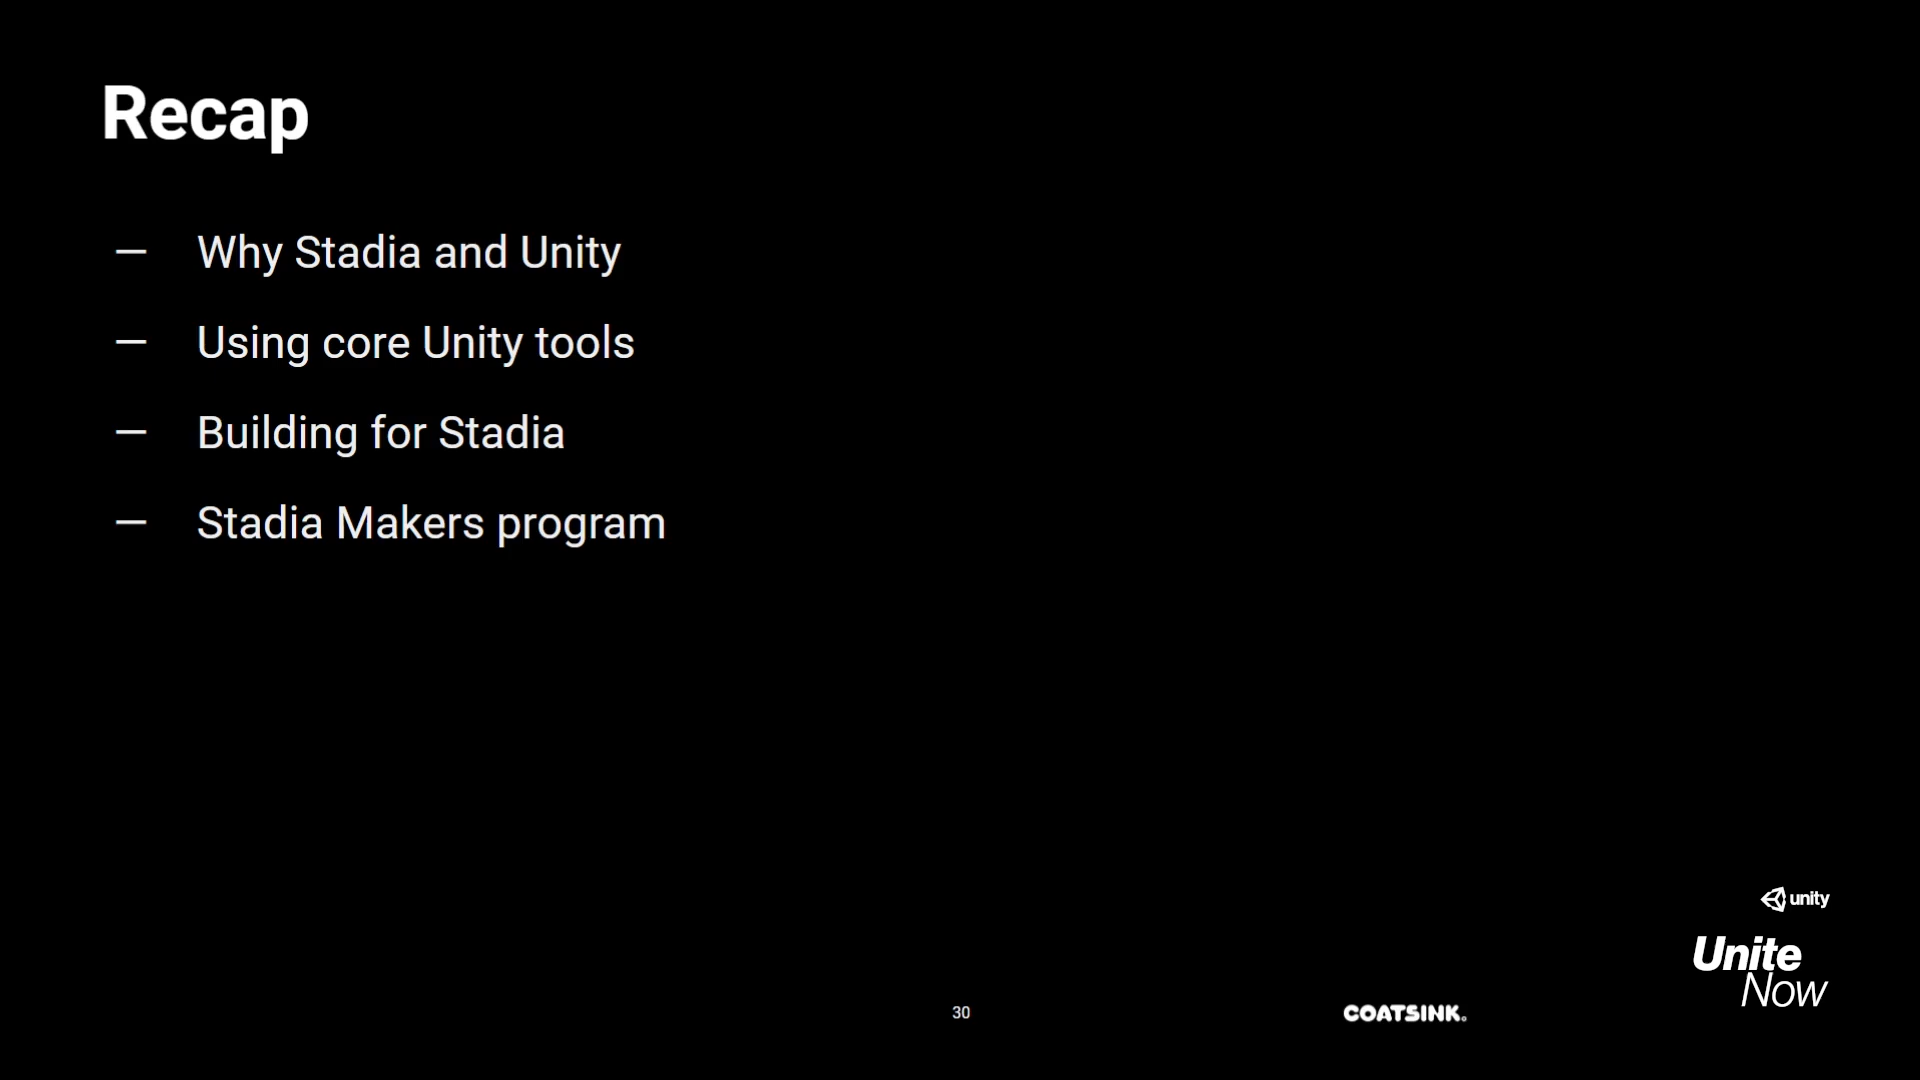 Recap
— Why Stadia and Unity
— Using core Unity tools
— Building for Stadia
— Stadia Makers program
unity
Unite
Now
30
COATSINK